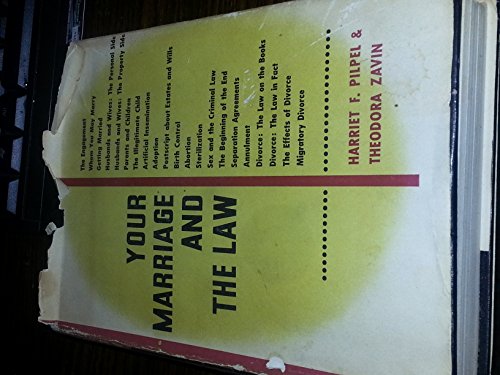 The Engagement
Whom You May Marry
Getting Married
Husbands and Wives: The Personal Side
Husbands and Wives: The Property Side
Parents and Children
The Illegitimate Child
Artificial Insemination
Adoption
Postscript about Estates and Wills
Birth Control
Abortion
Sterilization
Sex and the Criminal Law
The Beginning of the End
Separation Agreements
Annulment
Divorce: The Law on the Books
Divorce: The Law in Fact
The Effects of Divorce
Migratory Divorce
YOUR
MARRIAGE
AND
THE LAW
HARRIET F. PILPEL &
THEODORA ZAVIN